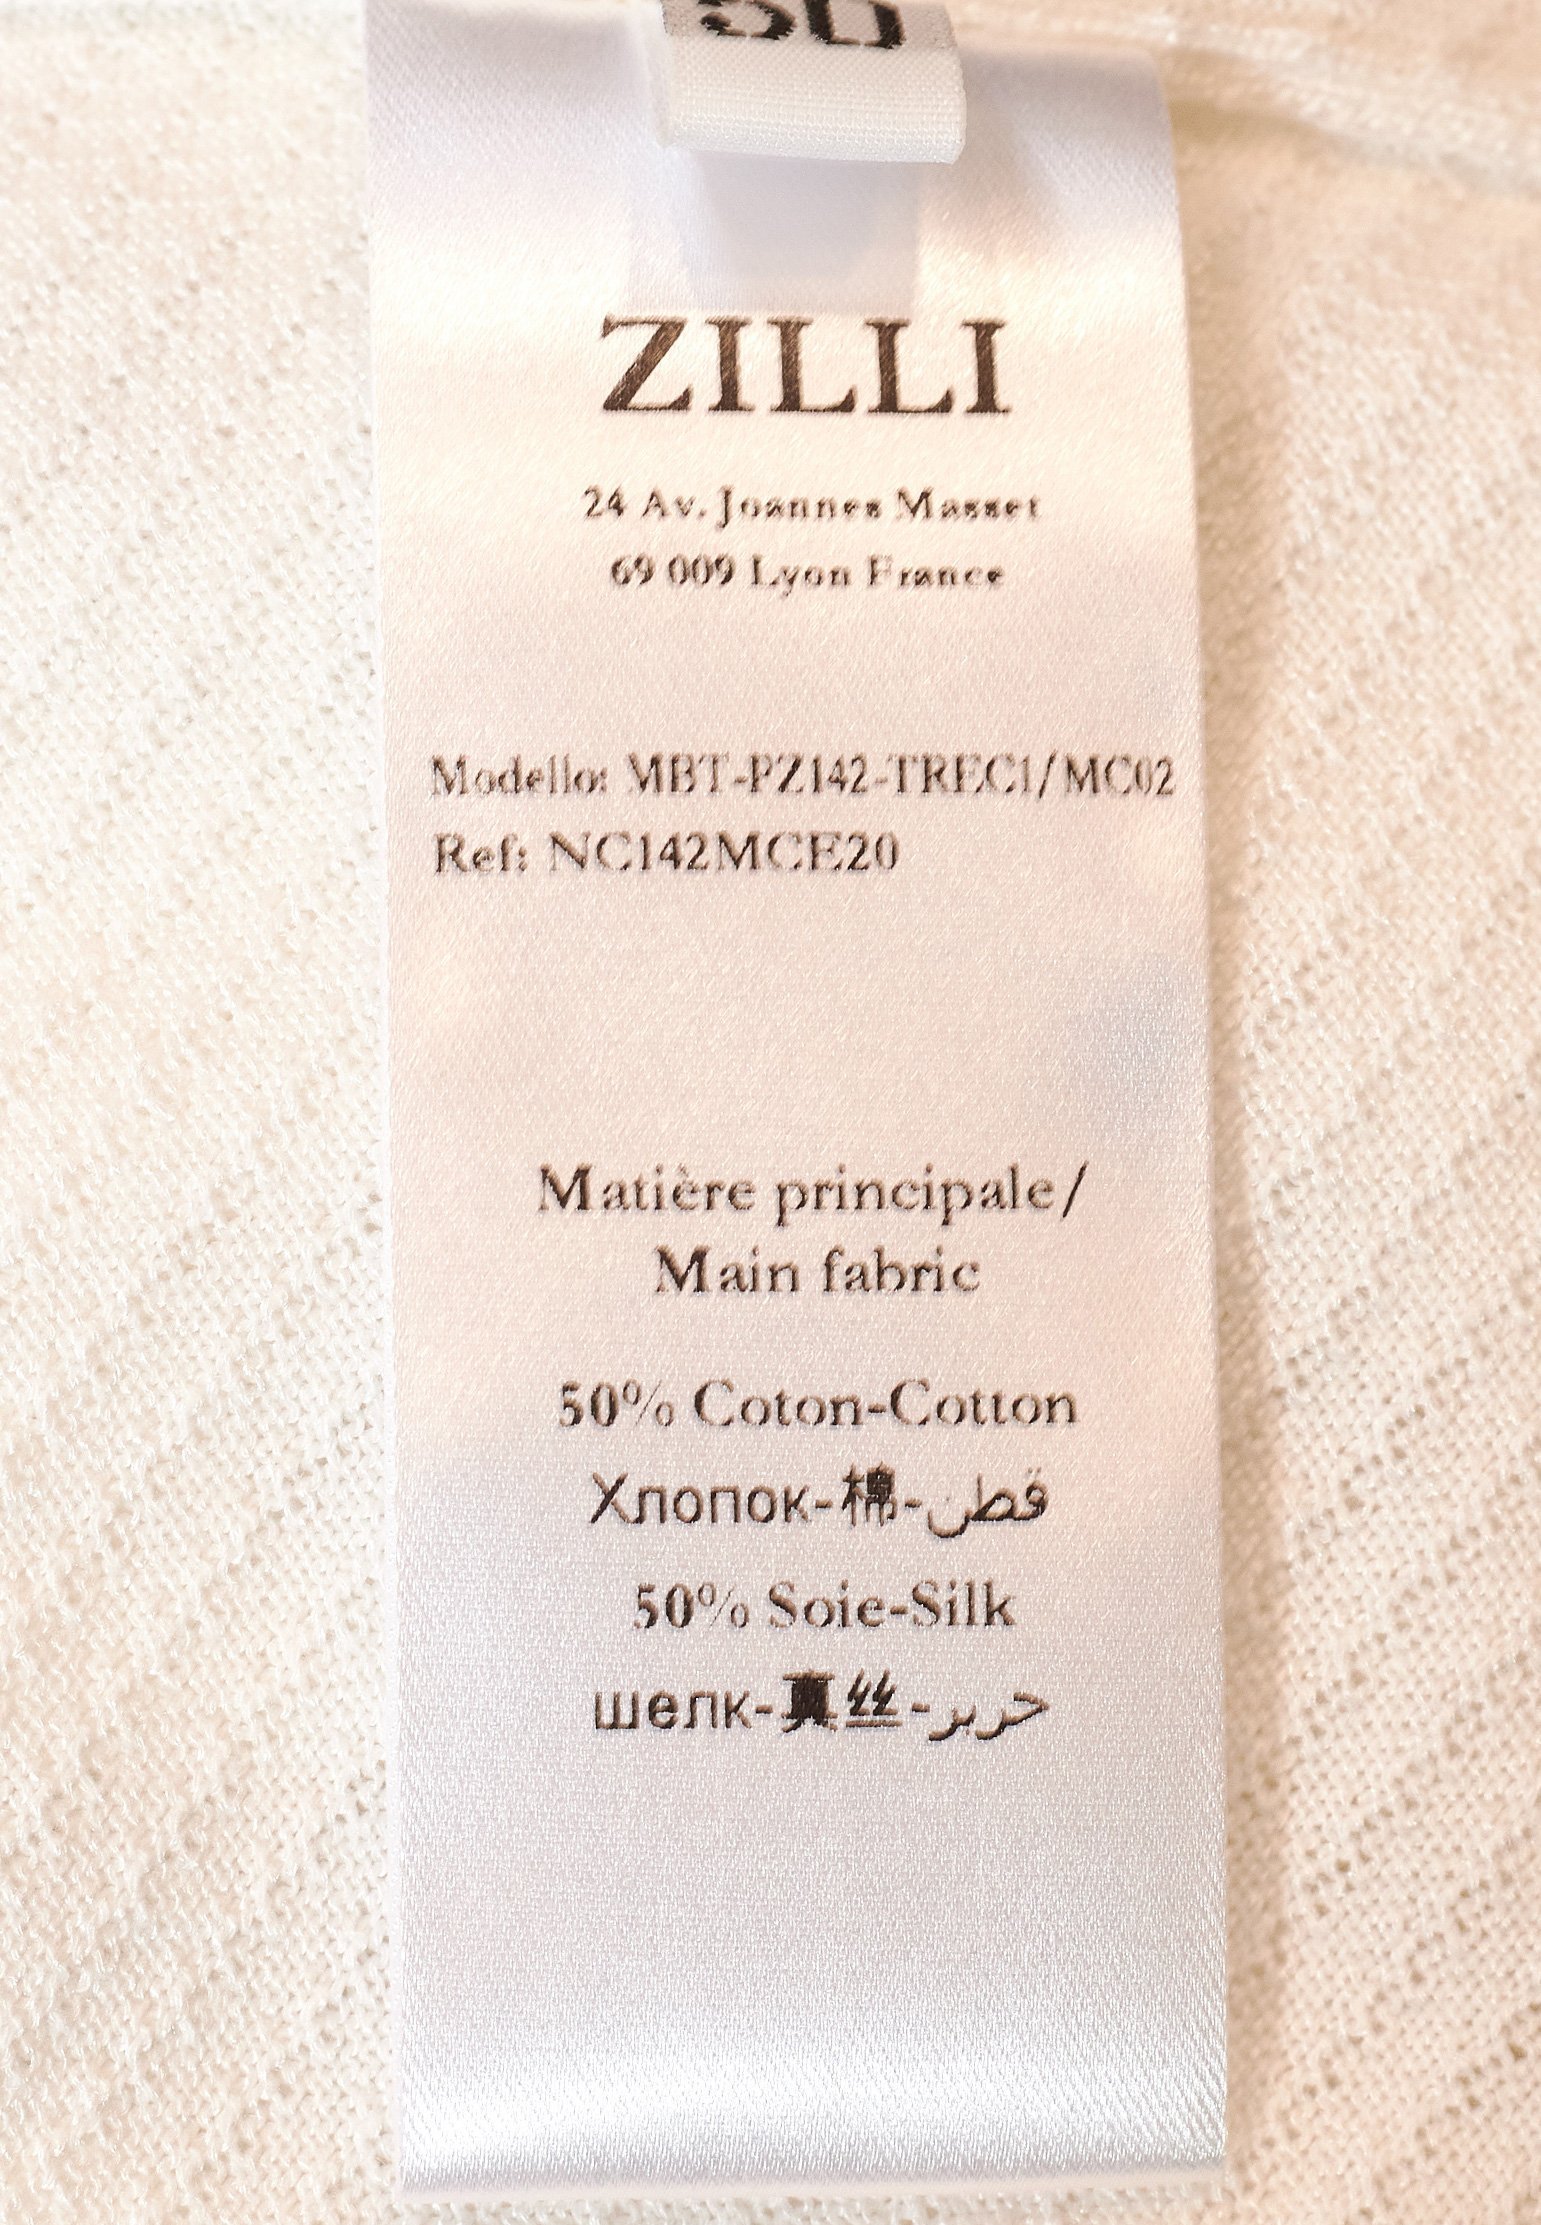 50
ZILLI
24 Av. Joannes Masset
69 009 Lyon France
Modello: MBT-PZ142-TREC1/MC02
Ref: NC142MCE20
Matière principale/
Main fabric
50% Coton-Cotton
Хлопок-棉-قطن
50% Soie-Silk
шелк-真丝-حرير